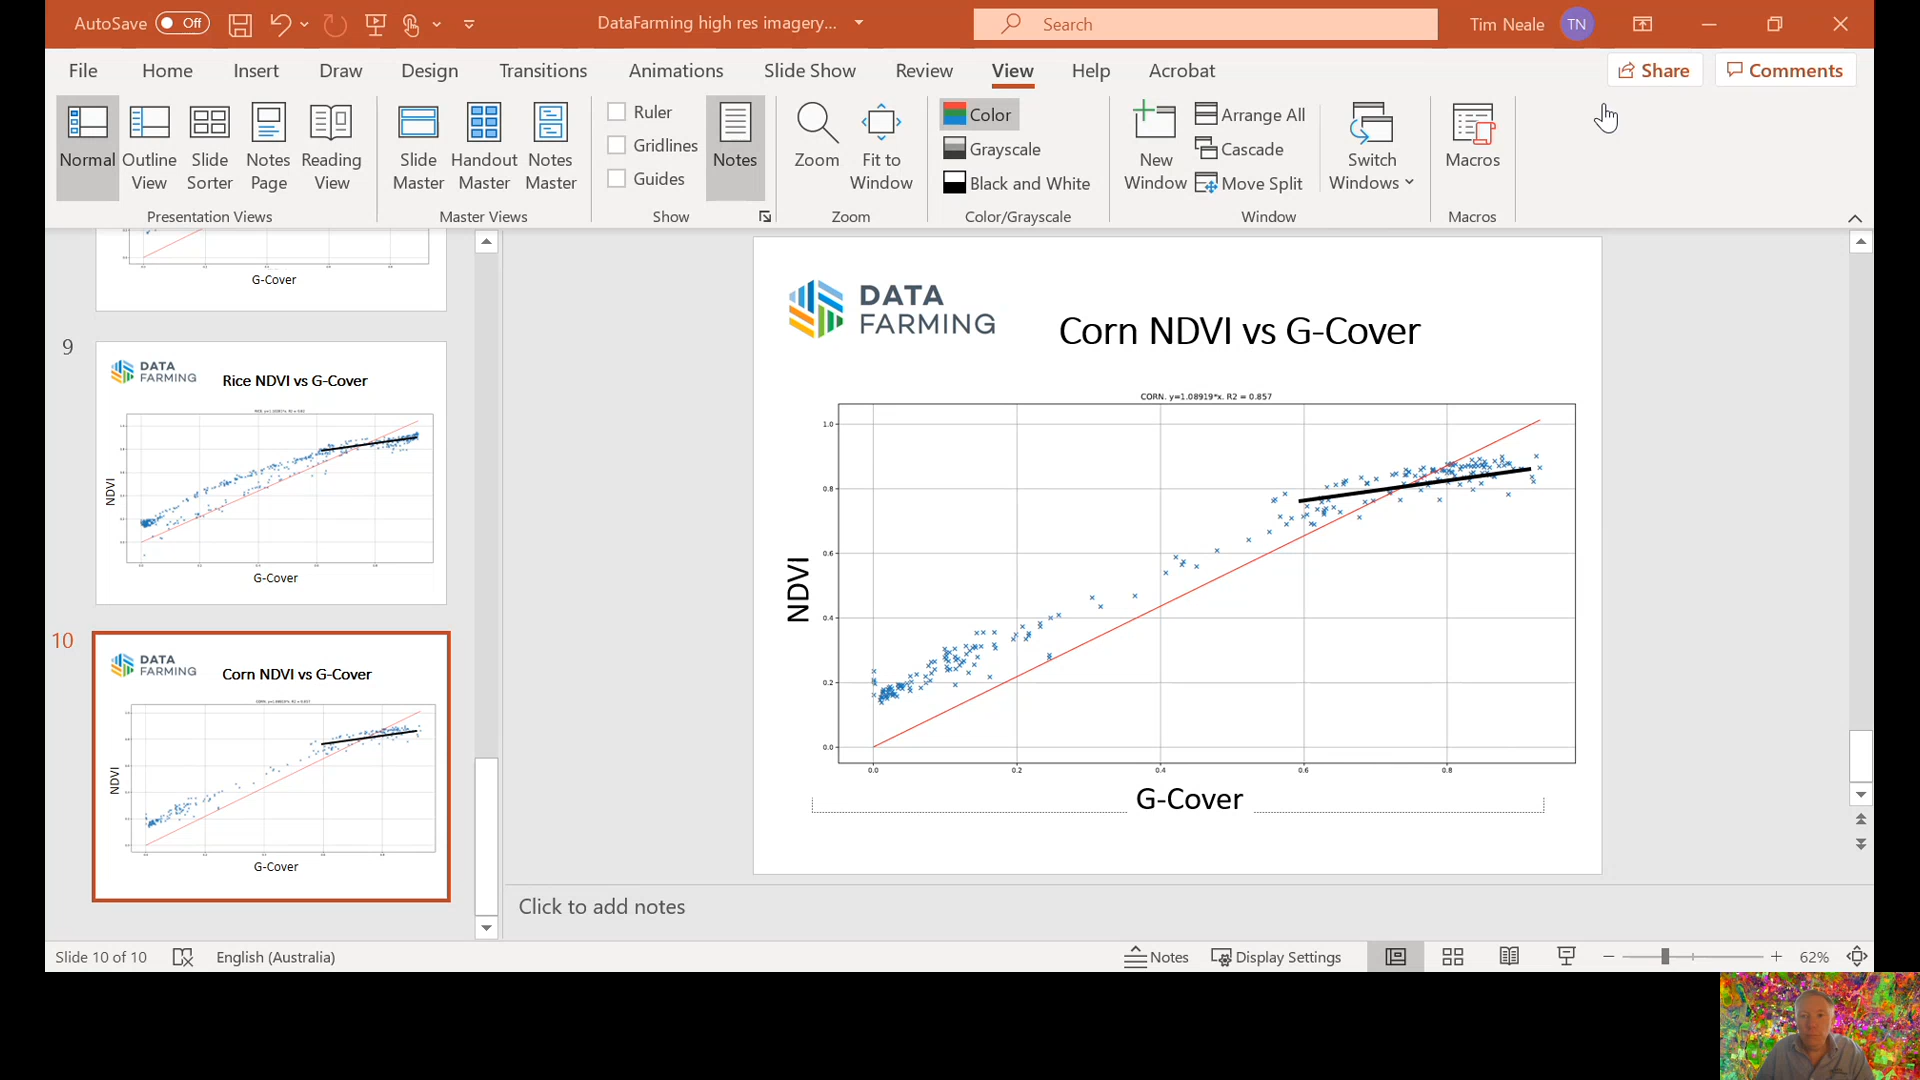 AutoSave Off
DataFarming high res imagery...
Search
Tim Neale TN
File Home Insert Draw Design Transitions Animations Slide Show Review View Help Acrobat
Share Comments
Normal
Outline View
Slide Sorter
Notes Page
Reading View
Presentation Views
Slide Master
Handout Master
Notes Master
Master Views
Ruler
Gridlines
Guides
Notes
Show
Zoom
Fit to Window
Zoom
Color
Grayscale
Black and White
Color/Grayscale
New Window
Arrange All
Cascade
Move Split
Switch Windows
Window
Macros
Macros
G-Cover
9
DATA FARMING
Rice NDVI vs G-Cover
NDVI
G-Cover
10
DATA FARMING
Corn NDVI vs G-Cover
NDVI
G-Cover
DATA
FARMING
Corn NDVI vs G-Cover
CORN. y=1.08919*x. R2 = 0.857
1.0
0.8
0.6
0.4
0.2
0.0
NDVI
0.0 0.2 0.4 0.6 0.8
G-Cover
Click to add notes
Slide 10 of 10
English (Australia)
Notes
Display Settings
62%